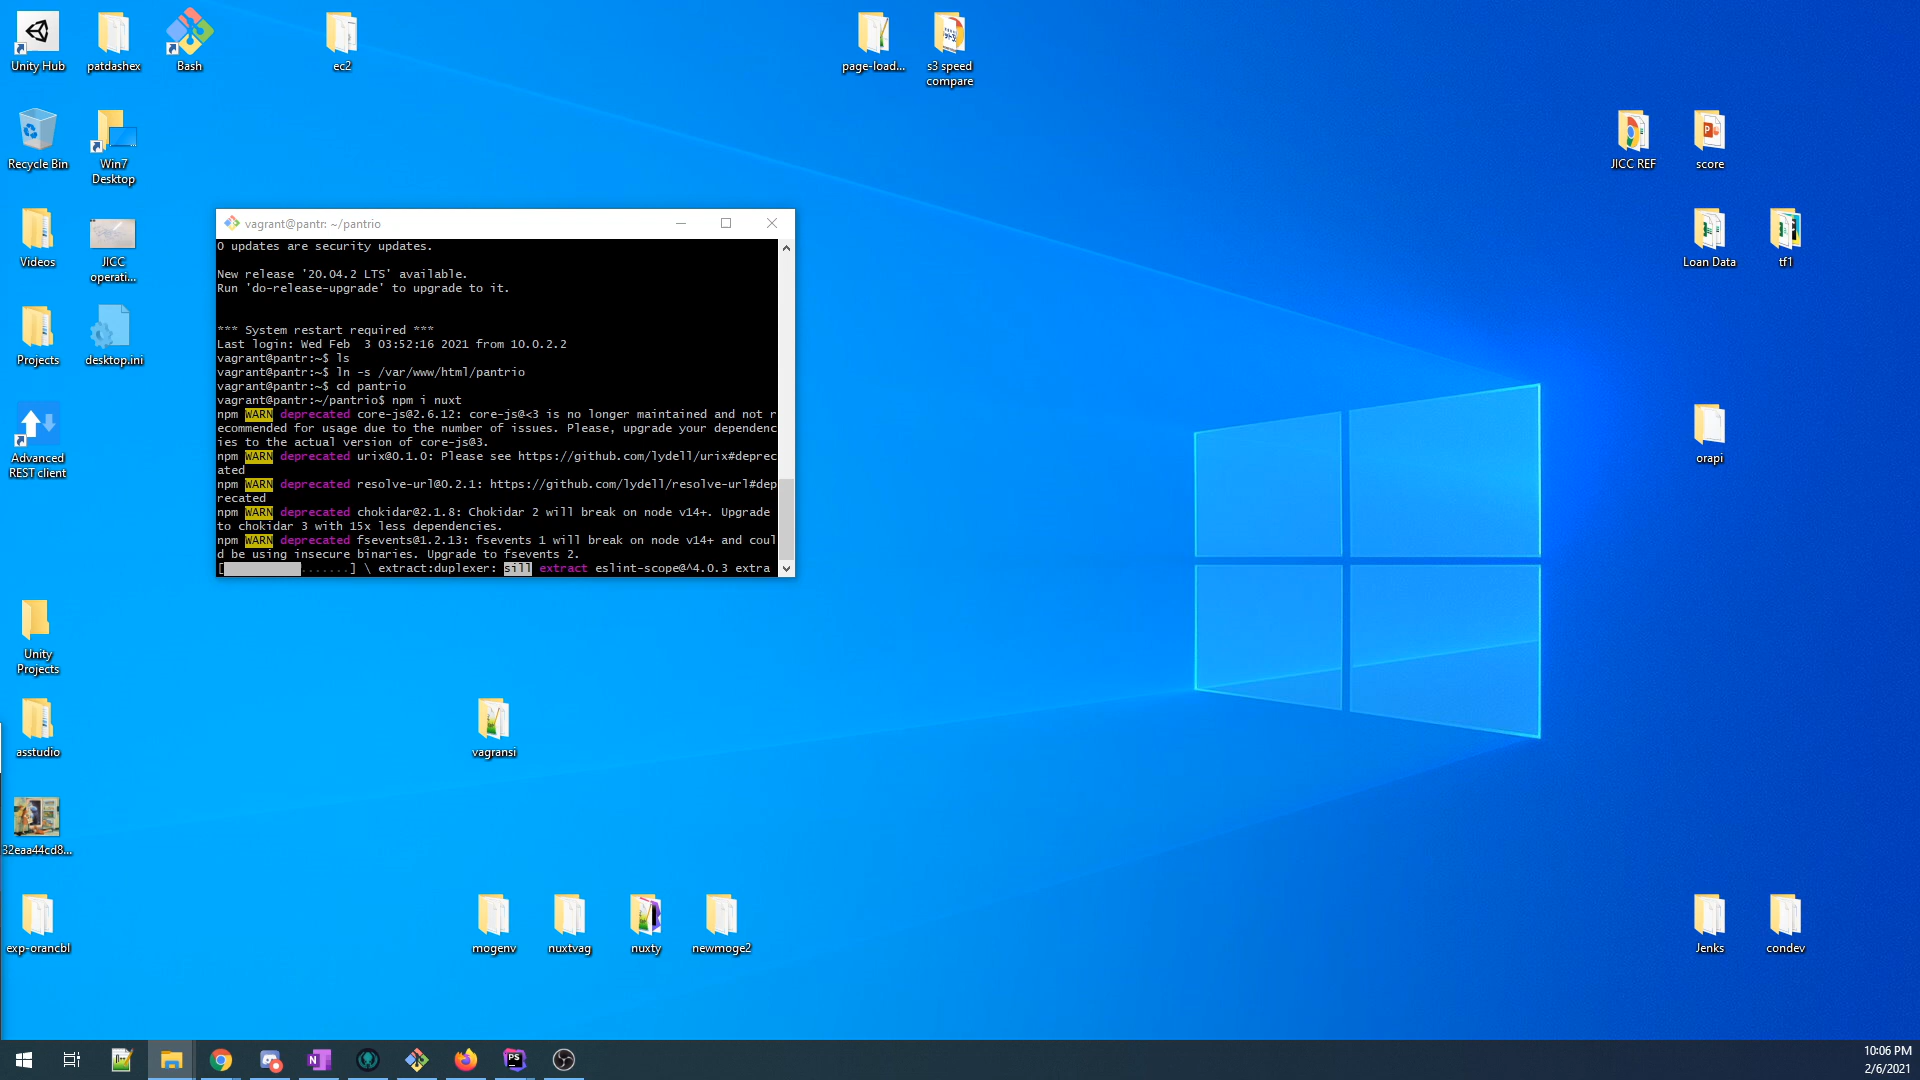 Unity Hub
patdashex
Bash
ec2
page-load...
s3 speed
compare
Recycle Bin
Win7
Desktop
JICC REF
score
Videos
JICC
operati...
Loan Data
tf1
Projects
desktop.ini
Advanced
REST client
orapi
vagrant@pantr: ~/pantrio
0 updates are security updates.
New release '20.04.2 LTS' available.
Run 'do-release-upgrade' to upgrade to it.
*** System restart required ***
Last login: Wed Feb  3 03:52:16 2021 from 10.0.2.2
vagrant@pantr:~$ ls
vagrant@pantr:~$ ln -s /var/www/html/pantrio
vagrant@pantr:~$ cd pantrio
vagrant@pantr:~/pantrio$ npm i nuxt
npm WARN deprecated core-js@2.6.12: core-js@<3 is no longer maintained and not r
ecommended for usage due to the number of issues. Please, upgrade your dependenc
ies to the actual version of core-js@3.
npm WARN deprecated urix@0.1.0: Please see https://github.com/lydell/urix#deprec
ated
npm WARN deprecated resolve-url@0.2.1: https://github.com/lydell/resolve-url#dep
recated
npm WARN deprecated chokidar@2.1.8: Chokidar 2 will break on node v14+. Upgrade
to chokidar 3 with 15x less dependencies.
npm WARN deprecated fsevents@1.2.13: fsevents 1 will break on node v14+ and coul
d be using insecure binaries. Upgrade to fsevents 2.
[.......] \ extract:duplexer: sill extract eslint-scope@^4.0.3 extra
Unity
Projects
asstudio
vagransi
32eaa44cd8...
exp-orancbl
mogenv
nuxtvag
nuxty
newmoge2
Jenks
condev
PS
10:06 PM
2/6/2021